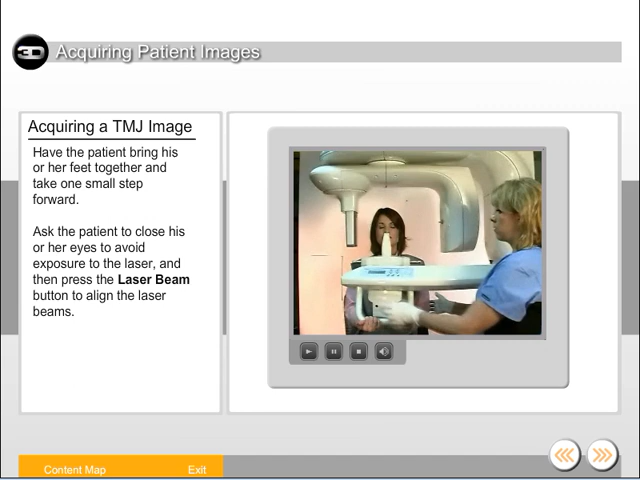 3D
Acquiring Patient Images
Acquiring a TMJ Image
Have the patient bring his
or her feet together and
take one small step
forward.
Ask the patient to close his
or her eyes to avoid
exposure to the laser, and
then press the Laser Beam
button to align the laser
beams.
Content Map
Exit